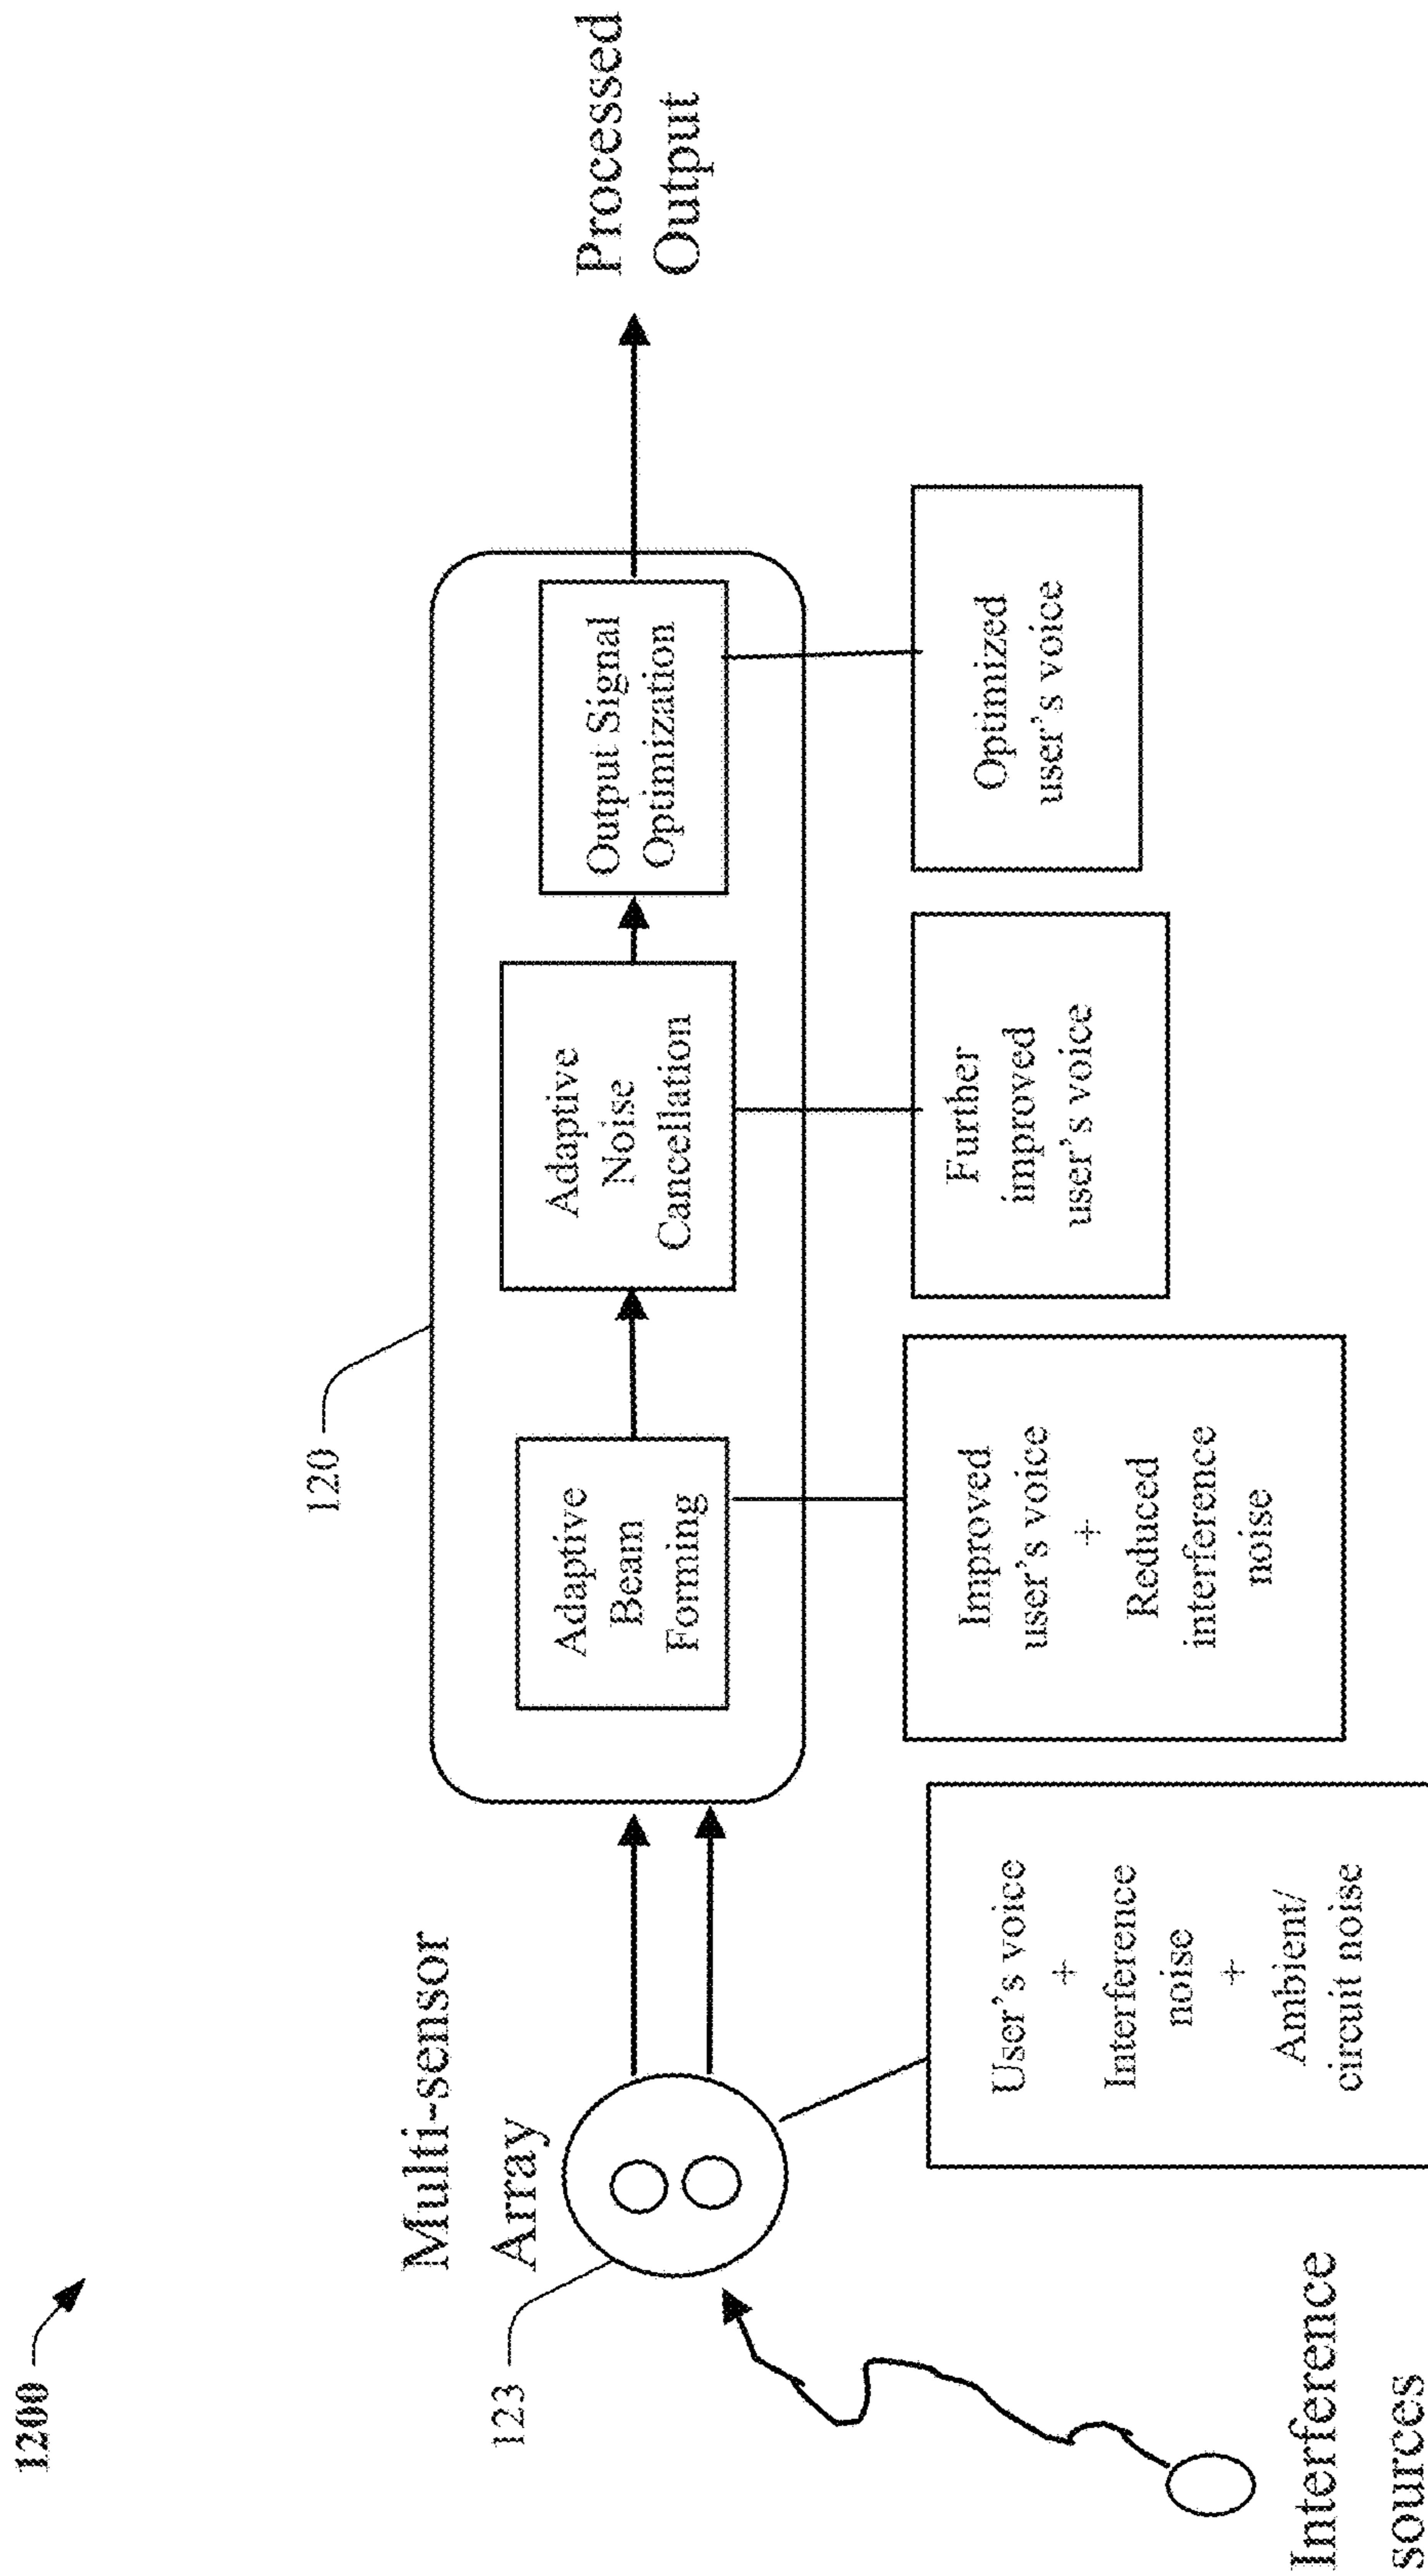 1200
Multi-sensor
Array
123
120
Adaptive
Beam
Forming
Adaptive
Noise
Cancellation
Output Signal
Optimization
Processed
Output
Interference
sources
User's voice
+
Interference
noise
+
Ambient/
circuit noise
Improved
user's voice
+
Reduced
interference
noise
Further
improved
user's voice
Optimized
user's voice